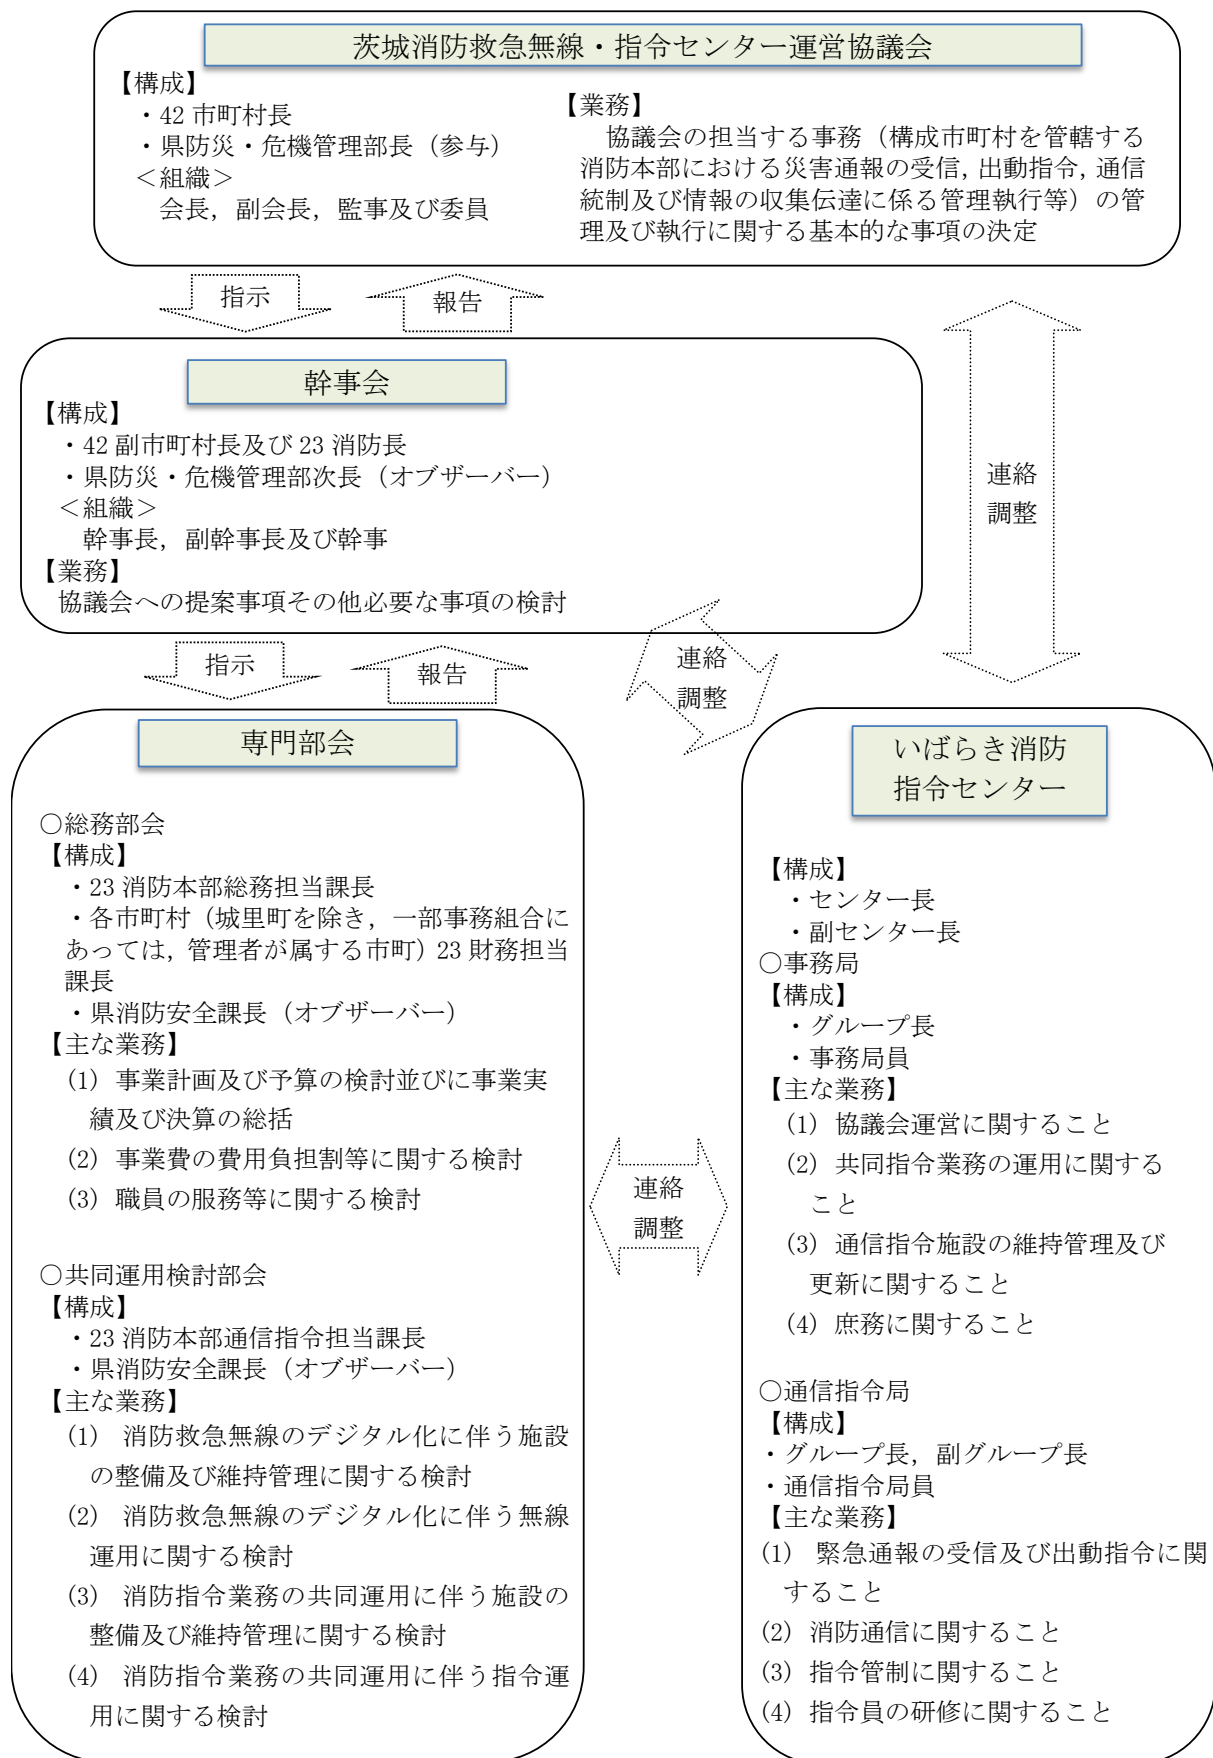 茨城消防救急無線・指令センター運営協議会
【構成】
・42 市町村長
・県防災・危機管理部長（参与）
＜組織＞
会長，副会長，監事及び委員
【業務】
協議会の担当する事務（構成市町村を管轄する
消防本部における災害通報の受信，出動指令，通信
統制及び情報の収集伝達に係る管理執行等）の管
理及び執行に関する基本的な事項の決定
指示
報告
連絡
調整
幹事会
【構成】
・42 副市町村長及び 23 消防長
・県防災・危機管理部次長（オブザーバー）
＜組織＞
幹事長，副幹事長及び幹事
【業務】
協議会への提案事項その他必要な事項の検討
指示
報告
連絡
調整
専門部会
○総務部会
【構成】
・23 消防本部総務担当課長
・各市町村（城里町を除き，一部事務組合に
あっては，管理者が属する市町）23 財務担当
課長
・県消防安全課長（オブザーバー）
【主な業務】
(1) 事業計画及び予算の検討並びに事業実
績及び決算の総括
(2) 事業費の費用負担割等に関する検討
(3) 職員の服務等に関する検討
○共同運用検討部会
【構成】
・23 消防本部通信指令担当課長
・県消防安全課長（オブザーバー）
【主な業務】
(1) 消防救急無線のデジタル化に伴う施設
の整備及び維持管理に関する検討
(2) 消防救急無線のデジタル化に伴う無線
運用に関する検討
(3) 消防指令業務の共同運用に伴う施設の
整備及び維持管理に関する検討
(4) 消防指令業務の共同運用に伴う指令運
用に関する検討
連絡
調整
いばらき消防
指令センター
【構成】
・センター長
・副センター長
○事務局
【構成】
・グループ長
・事務局員
【主な業務】
(1) 協議会運営に関すること
(2) 共同指令業務の運用に関する
こと
(3) 通信指令施設の維持管理及び
更新に関すること
(4) 庶務に関すること
○通信指令局
【構成】
・グループ長，副グループ長
・通信指令局員
【主な業務】
(1) 緊急通報の受信及び出動指令に関
すること
(2) 消防通信に関すること
(3) 指令管制に関すること
(4) 指令員の研修に関すること